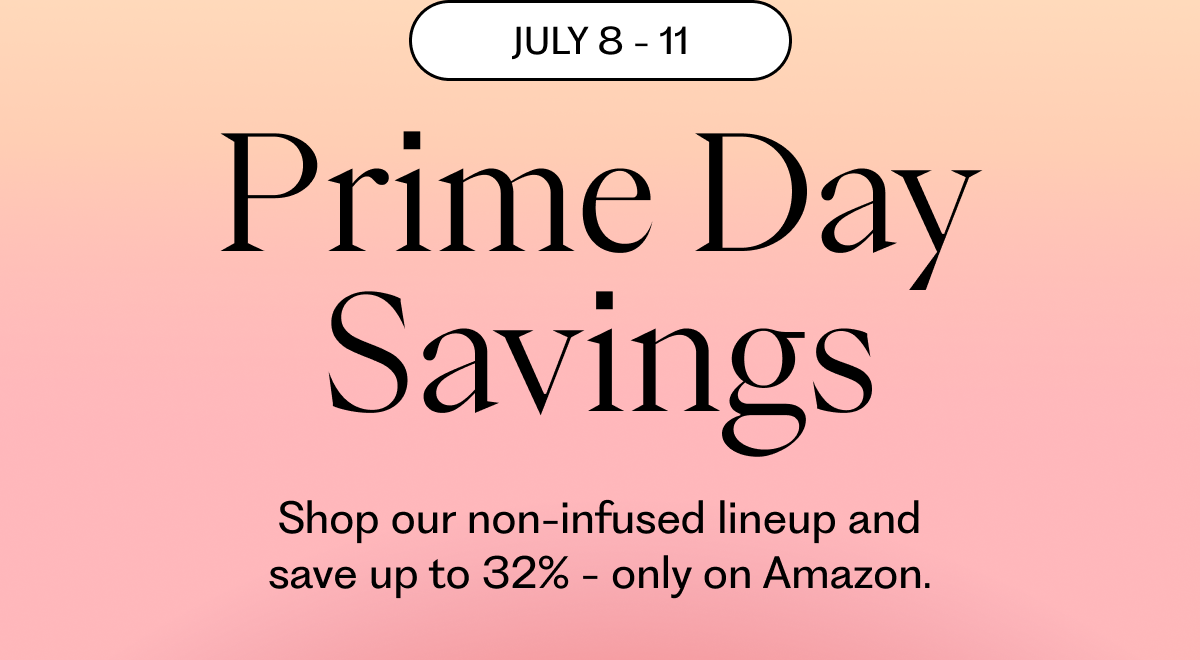 JULY 8 - 11
Prime Day
Savings
Shop our non-infused lineup and
save up to 32% - only on Amazon.